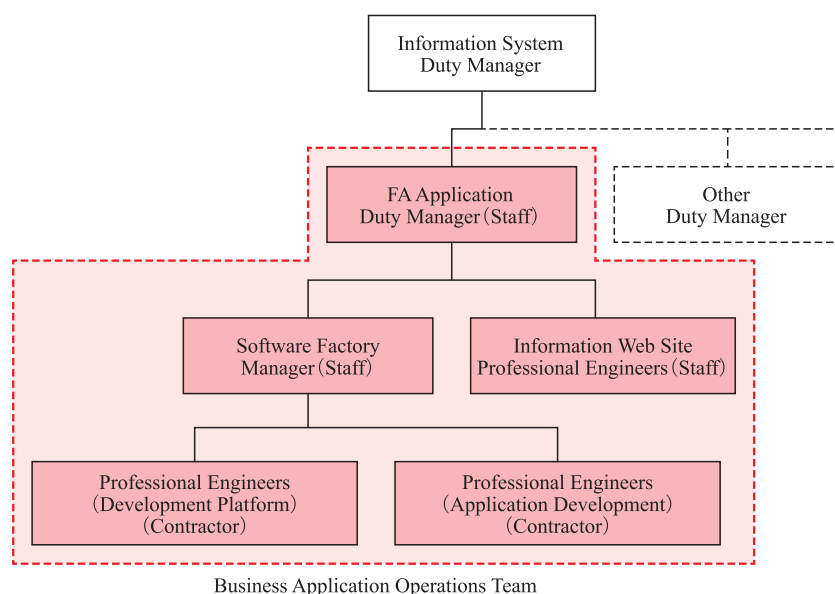 Information System
Duty Manager
FA Application
Duty Manager（Staff）
Other
Duty Manager
Software Factory
Manager（Staff）
Information Web Site
Professional Engineers（Staff）
Professional Engineers
（Development Platform）
（Contractor）
Professional Engineers
（Application Development）
（Contractor）
Business Application Operations Team